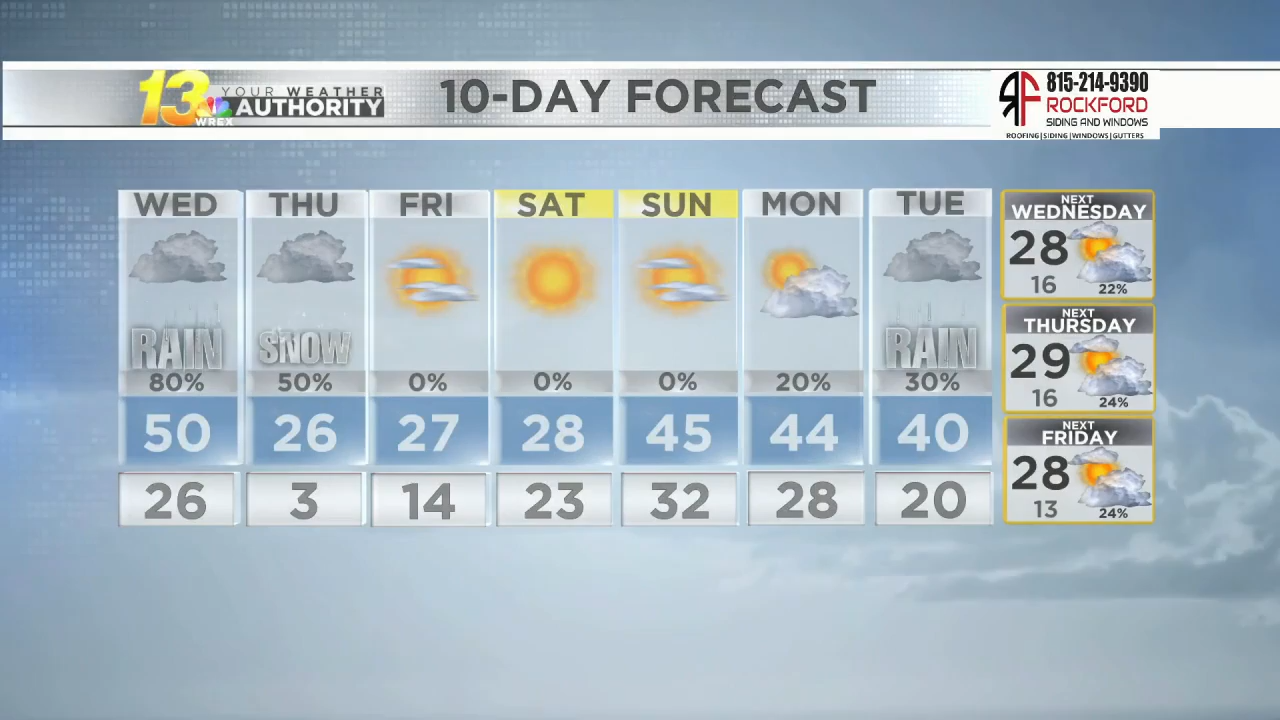 13 WREX
YOUR WEATHER
AUTHORITY
10-DAY FORECAST
RF
815-214-9390
ROCKFORD
SIDING AND WINDOWS
ROOFING|SIDING|WINDOWS|GUTTERS
WED THU FRI SAT SUN MON TUE
RAIN SNOW RAIN
80% 50% 0% 0% 0% 20% 30%
50 26 27 28 45 44 40
26 3 14 23 32 28 20
NEXT
WEDNESDAY
28
16 22%
NEXT
THURSDAY
29
16 24%
NEXT
FRIDAY
28
13 24%